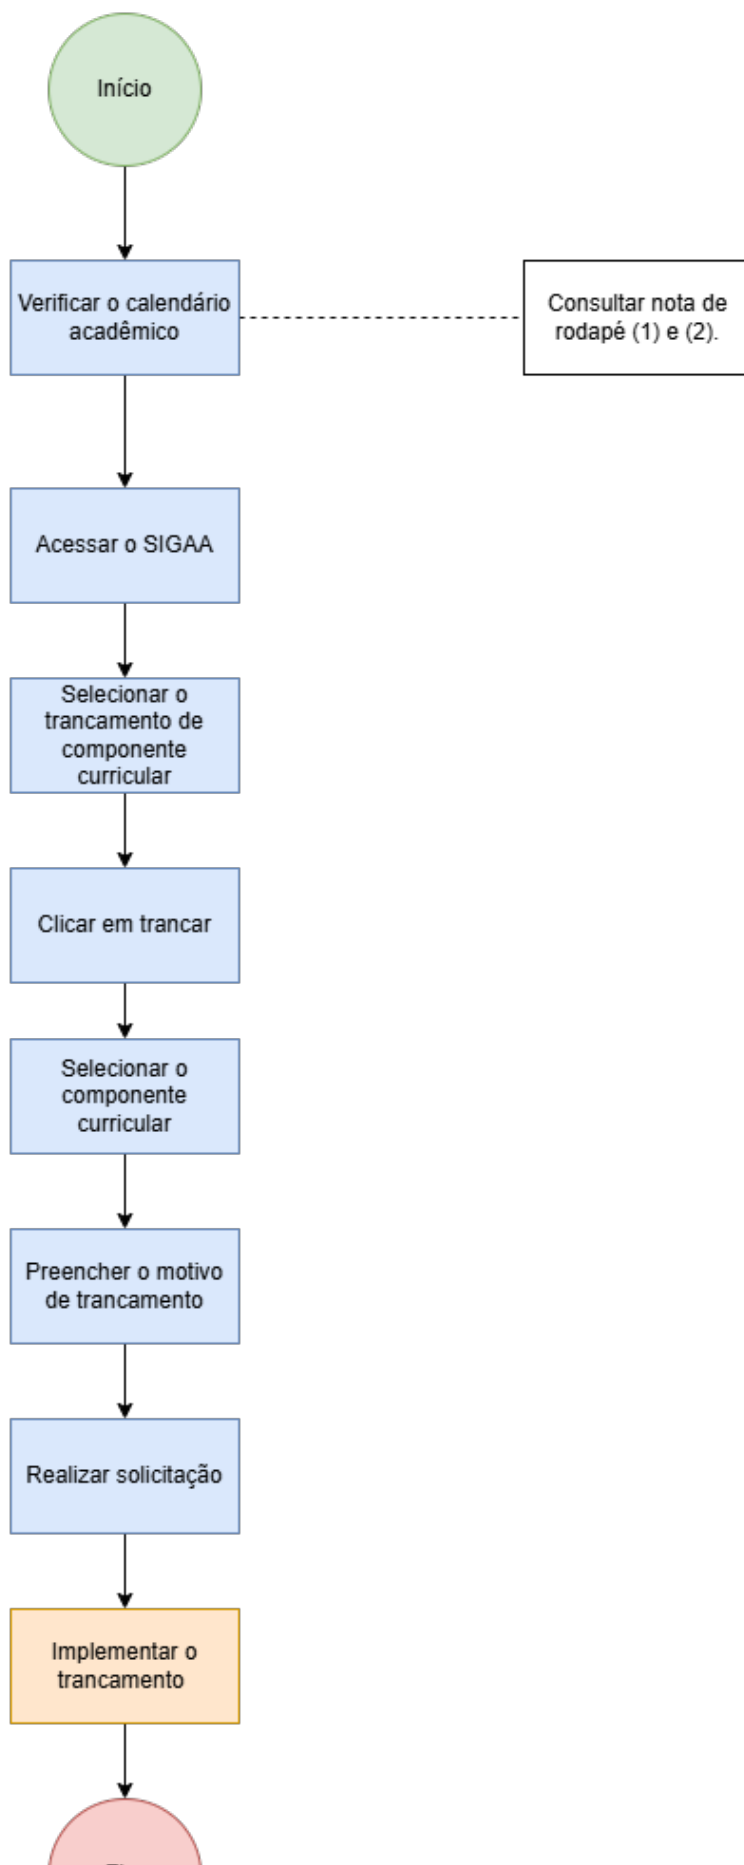 Início
Verificar o calendário
acadêmico
Consultar nota de
rodapé (1) e (2).
Acessar o SIGAA
Selecionar o
trancamento de
componente
curricular
Clicar em trancar
Selecionar o
componente
curricular
Preencher o motivo
de trancamento
Realizar solicitação
Implementar o
trancamento